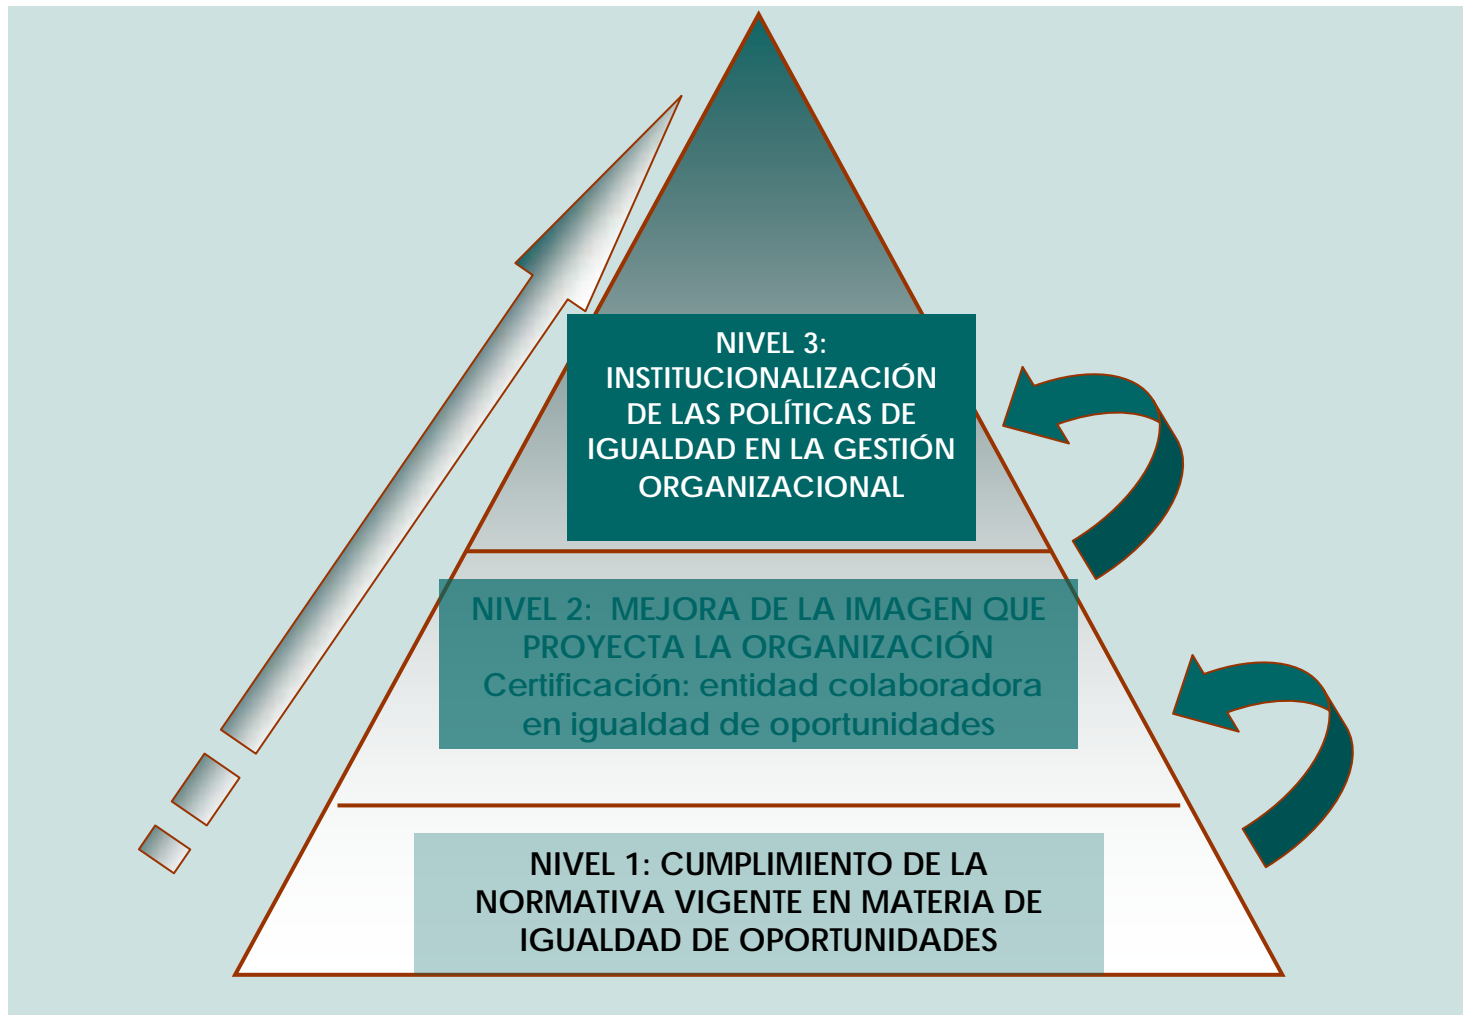 NIVEL 3:
INSTITUCIONALIZACIÓN
DE LAS POLÍTICAS DE
IGUALDAD EN LA GESTIÓN
ORGANIZACIONAL
NIVEL 2: MEJORA DE LA IMAGEN QUE
PROYECTA LA ORGANIZACIÓN
Certificación: entidad colaboradora
en igualdad de oportunidades
NIVEL 1: CUMPLIMIENTO DE LA
NORMATIVA VIGENTE EN MATERIA DE
IGUALDAD DE OPORTUNIDADES